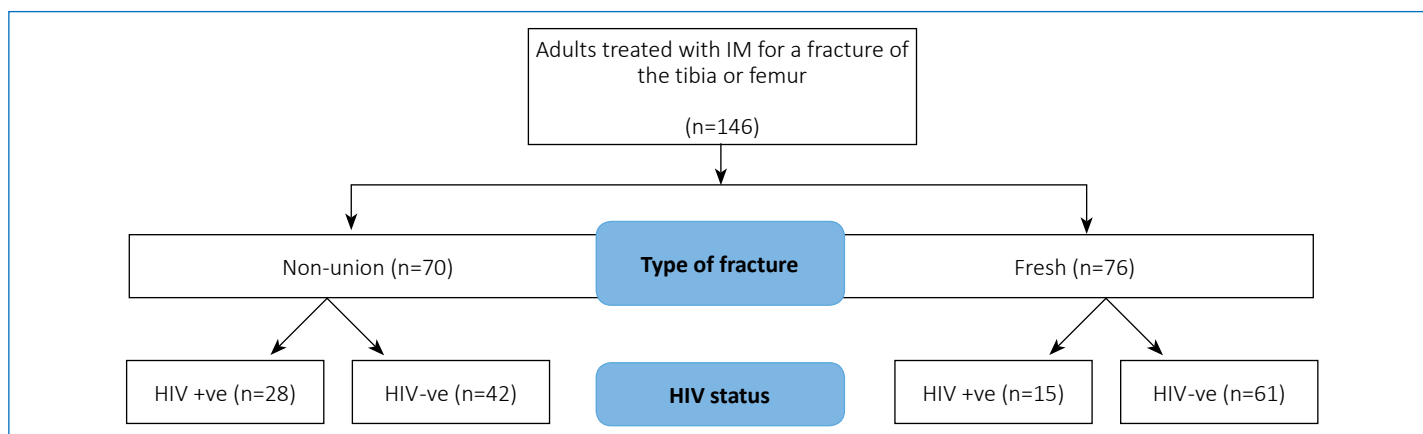 Adults treated with IM for a fracture of
the tibia or femur
(n=146)
Non-union (n=70)
Type of fracture
Fresh (n=76)
HIV +ve (n=28)
HIV-ve (n=42)
HIV status
HIV +ve (n=15)
HIV-ve (n=61)